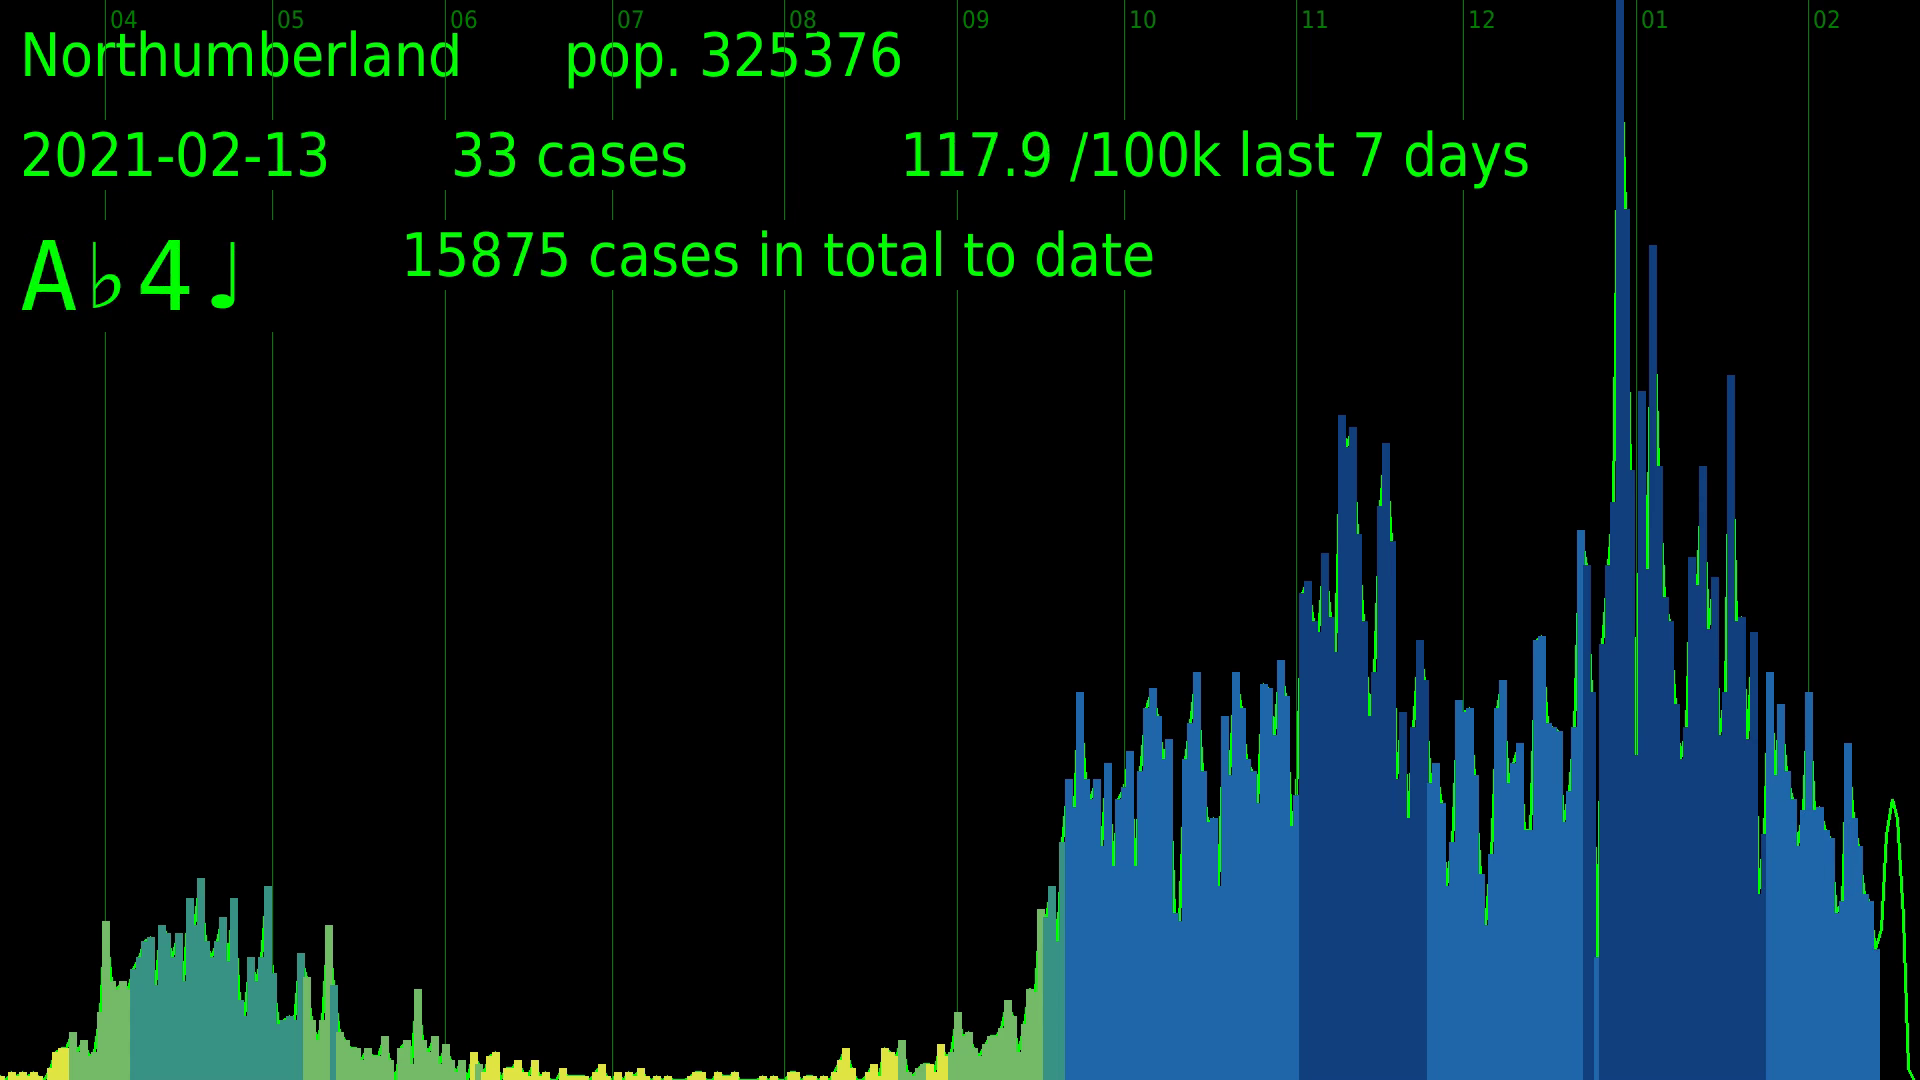 04 05 06 07 08 09 10 11 12 01 02
Northumberland pop. 325376
2021-02-13 33 cases 117.9 /100k last 7 days
A♭4♩ 15875 cases in total to date